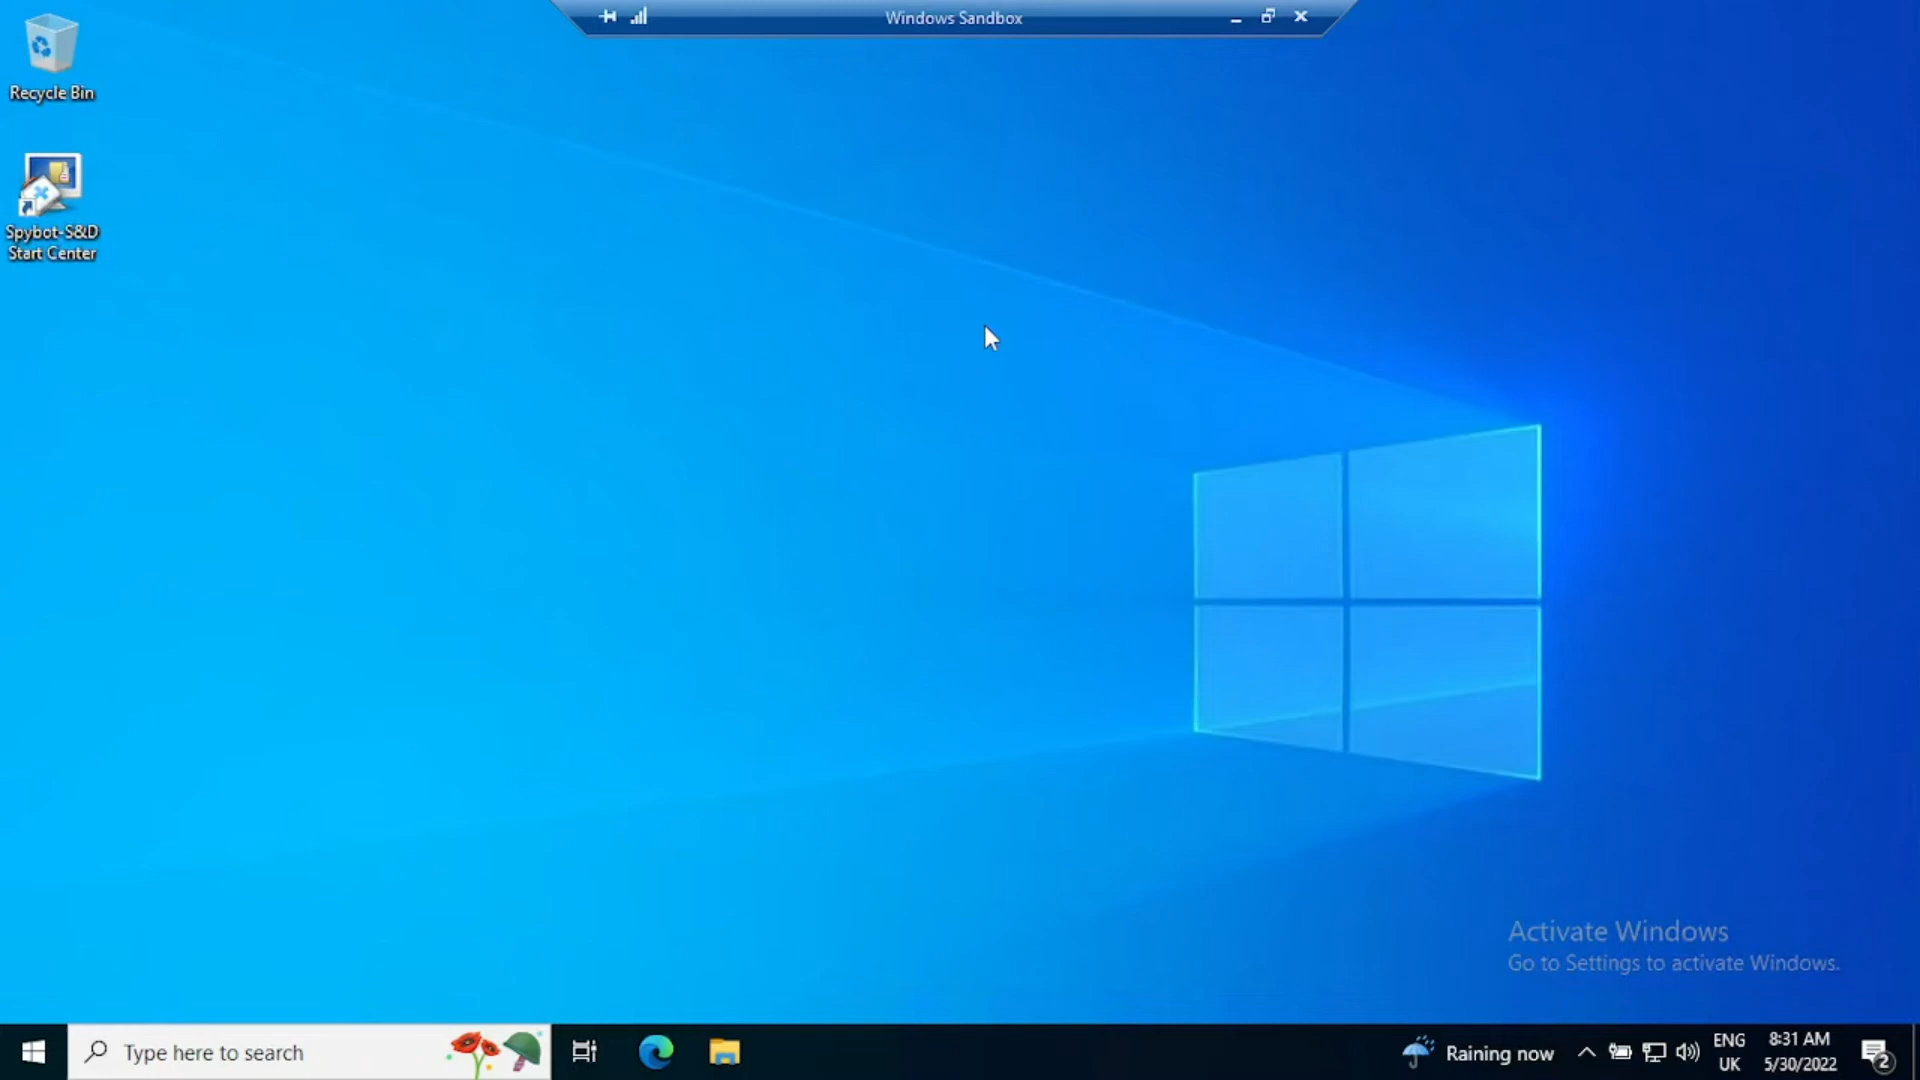 Windows Sandbox
Recycle Bin
Spybot-S&D
Start Center
Activate Windows
Go to Settings to activate Windows.
Type here to search
Raining now
ENG
UK
8:31 AM
5/30/2022
2